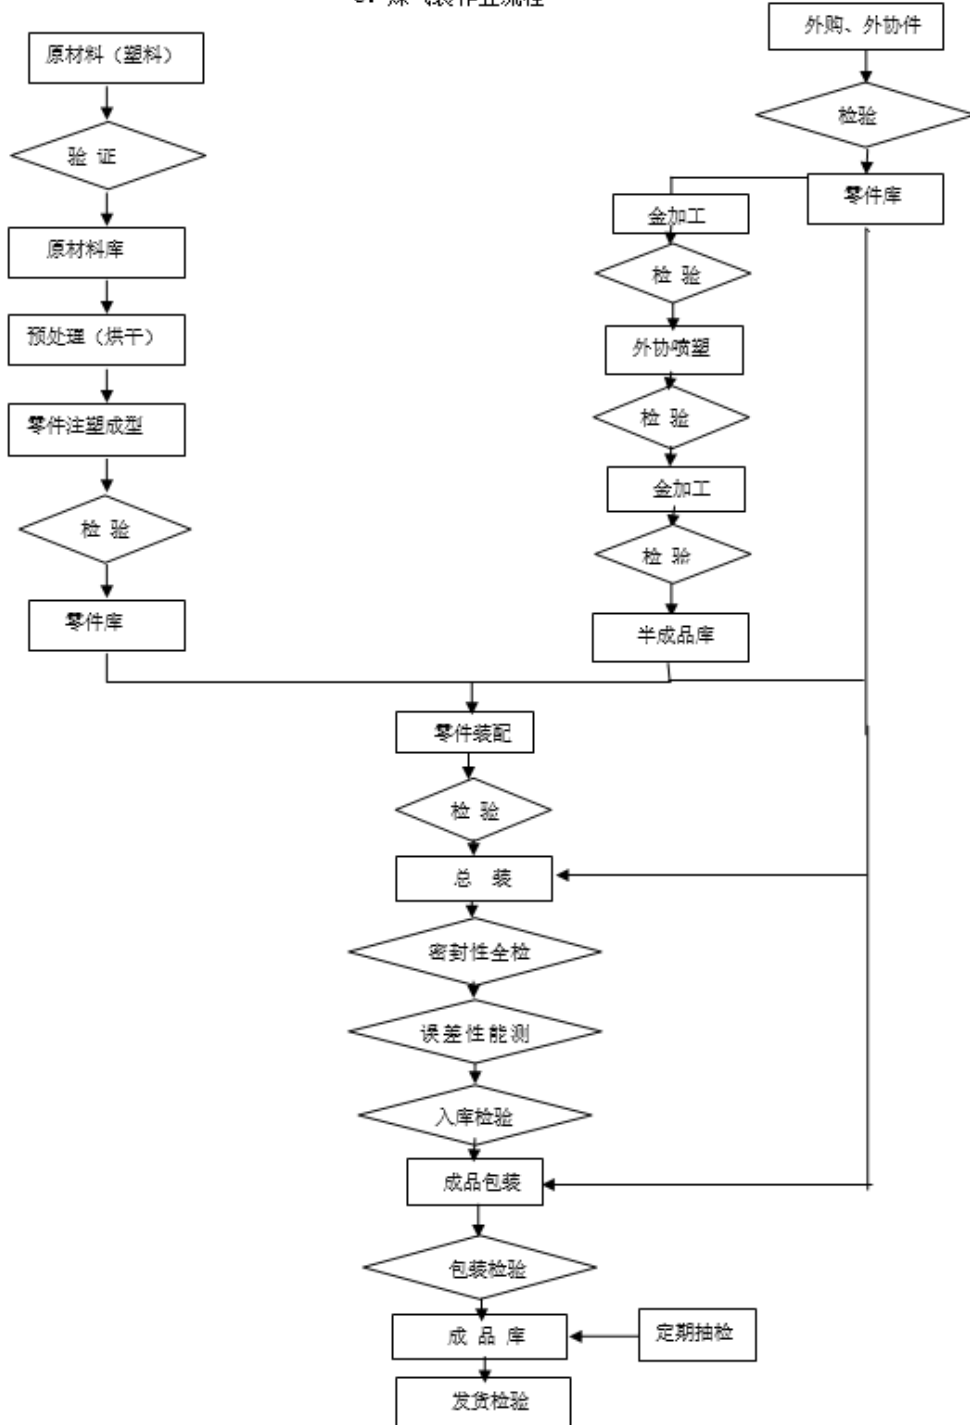 原材料（塑料）
验 证
原材料库
预处理（烘干）
零件注塑成型
检 验
零件库
外购、外协件
检验
零件库
金加工
检 验
外协喷塑
检 验
金加工
检 验
半成品库
零件装配
检 验
总 装
密封性全检
误差性能测
入库检验
成品包装
包装检验
成 品 库
定期抽检
发货检验